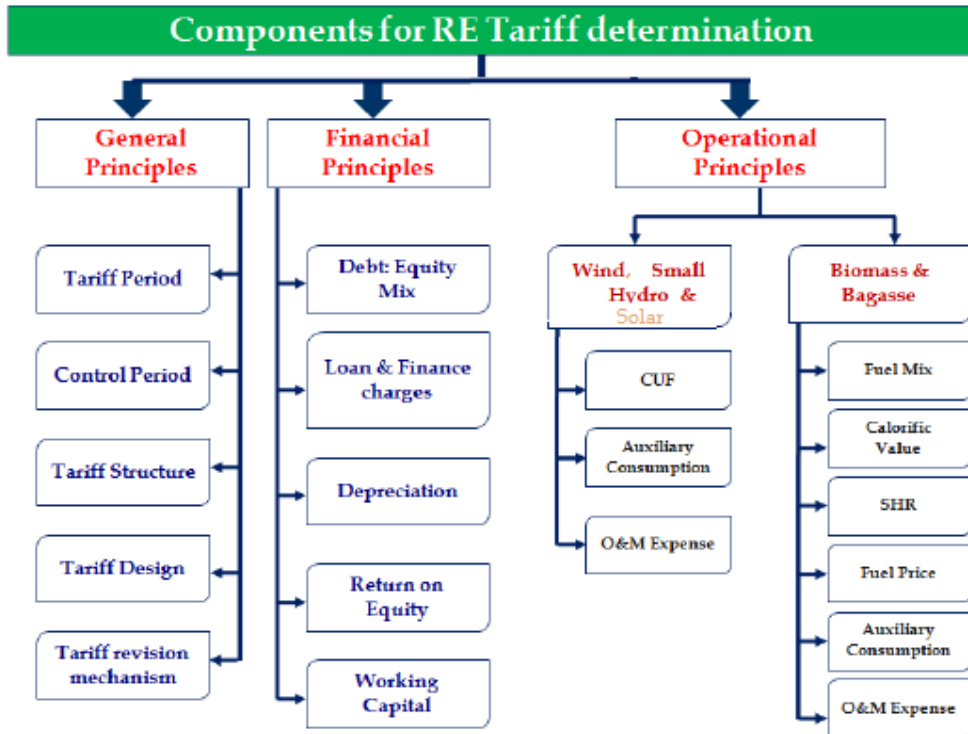 Components for RE Tariff determination
General
Principles
Financial
Principles
Operational
Principles
Tariff Period
Control Period
Tariff Structure
Tariff Design
Tariff revision
mechanism
Debt: Equity
Mix
Loan & Finance
charges
Depreciation
Return on
Equity
Working
Capital
Wind, Small
Hydro &
Solar
CUF
Auxiliary
Consumption
O&M Expense
Biomass &
Bagasse
Fuel Mix
Calorific
Value
SHR
Fuel Price
Auxiliary
Consumption
O&M Expense